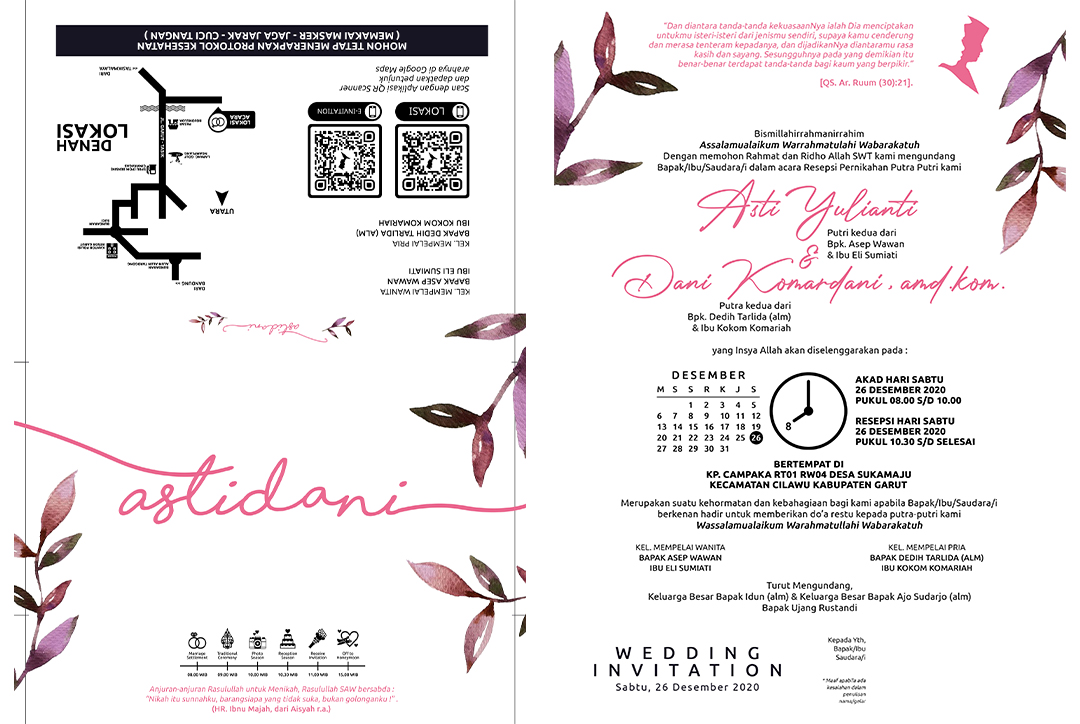 MOHON TETAP MENERAPKAN PROTOKOL KESEHATAN
( MEMAKAI MASKER - JAGA JARAK - CUCI TANGAN )
Scan dengan Aplikasi QR Scanner
dan dapatkan petunjuk
arahnya di Google Maps
LOKASI
E-INVITATION
DENAH
LOKASI
DARI
>> TASIKMALAYA
LOKASI
ACARA
JL. GARUT - TASIK
UTARA
DARI
BANDUNG >>
KEL. MEMPELAI PRIA
BAPAK DEDIH TARLIDA (ALM)
IBU KOKOM KOMARIAH
KEL. MEMPELAI WANITA
BAPAK ASEP WAWAN
IBU ELI SUMIATI
astidani
astidani
Marriage
Settlement
08.00 WIB
Traditional
Ceremony
09.00 WIB
Photo
Season
10.00 WIB
Reception
Season
10.30 WIB
Receive
Invitation
11.00 WIB
Off to
Honeymoon
15.00 WIB
Anjuran-anjuran Rasulullah untuk Menikah, Rasulullah SAW bersabda :
"Nikah itu sunnahku, barangsiapa yang tidak suka, bukan golonganku !" .
(HR. Ibnu Majah, dari Aisyah r.a.)
"Dan diantara tanda-tanda kekuasaanNya ialah Dia menciptakan
untukmu isteri-isteri dari jenismu sendiri, supaya kamu cenderung
dan merasa tenteram kepadanya, dan dijadikanNya diantaramu rasa
kasih dan sayang. Sesungguhnya pada yang demikian itu
benar-benar terdapat tanda-tanda bagi kaum yang berpikir."
[QS. Ar. Ruum (30):21].
Bismillahirrahmanirrahim
Assalamualaikum Warrahmatulahi Wabarakatuh
Dengan memohon Rahmat dan Ridho Allah SWT kami mengundang
Bapak/Ibu/Saudara/i dalam acara Resepsi Pernikahan Putra Putri kami
Asti Yulianti
Putri kedua dari
Bpk. Asep Wawan
& Ibu Eli Sumiati
&
Dani Komardani, amd.kom.
Putra kedua dari
Bpk. Dedih Tarlida (alm)
& Ibu Kokom Komariah
yang Insya Allah akan diselenggarakan pada :
DESEMBER
M S S R K J S
1 2 3 4 5
6 7 8 9 10 11 12
13 14 15 16 17 18 19
20 21 22 23 24 25 26
27 28 29 30 31
8
AKAD HARI SABTU
26 DESEMBER 2020
PUKUL 08.00 S/D 10.00
RESEPSI HARI SABTU
26 DESEMBER 2020
PUKUL 10.30 S/D SELESAI
BERTEMPAT DI
KP. CAMPAKA RT01 RW04 DESA SUKAMAJU
KECAMATAN CILAWU KABUPATEN GARUT
Merupakan suatu kehormatan dan kebahagiaan bagi kami apabila Bapak/Ibu/Saudara/i
berkenan hadir untuk memberikan do'a restu kepada putra-putri kami
Wassalamualaikum Warahmatullahi Wabarakatuh
KEL. MEMPELAI WANITA
BAPAK ASEP WAWAN
IBU ELI SUMIATI
KEL. MEMPELAI PRIA
BAPAK DEDIH TARLIDA (ALM)
IBU KOKOM KOMARIAH
Turut Mengundang,
Keluarga Besar Bapak Idun (alm) & Keluarga Besar Bapak Ajo Sudarjo (alm)
Bapak Ujang Rustandi
WEDDING
INVITATION
Sabtu, 26 Desember 2020
Kepada Yth,
Bapak/Ibu
Saudara/i
* Maaf apabila ada
kesalahan dalam
penulisan
nama/gelar